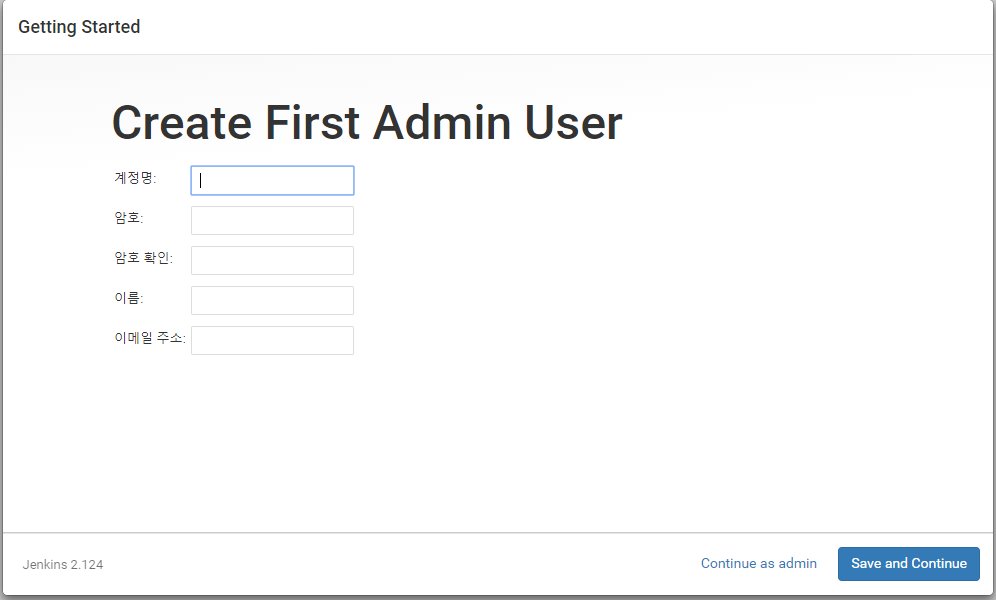 Getting Started
Create First Admin User
계정명:
암호:
암호 확인:
이름:
이메일 주소:
Jenkins 2.124
Continue as admin
Save and Continue